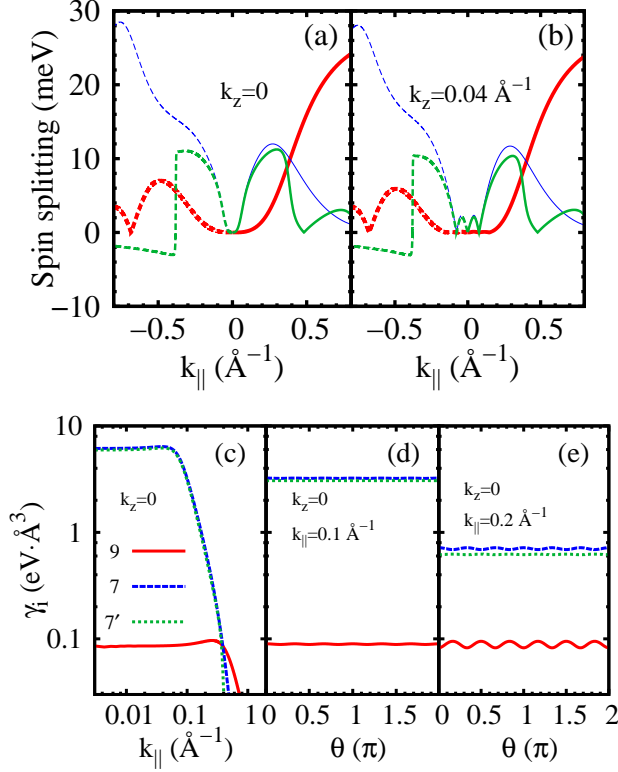 (a)
(b)
k_z=0
k_z=0.04 Å⁻¹
Spin splitting (meV)
30
20
10
0
−10
−0.5 0 0.5
−0.5 0 0.5
k_|| (Å⁻¹)
k_|| (Å⁻¹)
(c)
(d)
(e)
k_z=0
k_z=0
k_||=0.1 Å⁻¹
k_z=0
k_||=0.2 Å⁻¹
9
7
7′
γ_i (eV·Å³)
10
1
0.1
0.01 0.1 1
0 0.5 1 1.5
0 0.5 1 1.5 2
k_|| (Å⁻¹)
θ (π)
θ (π)